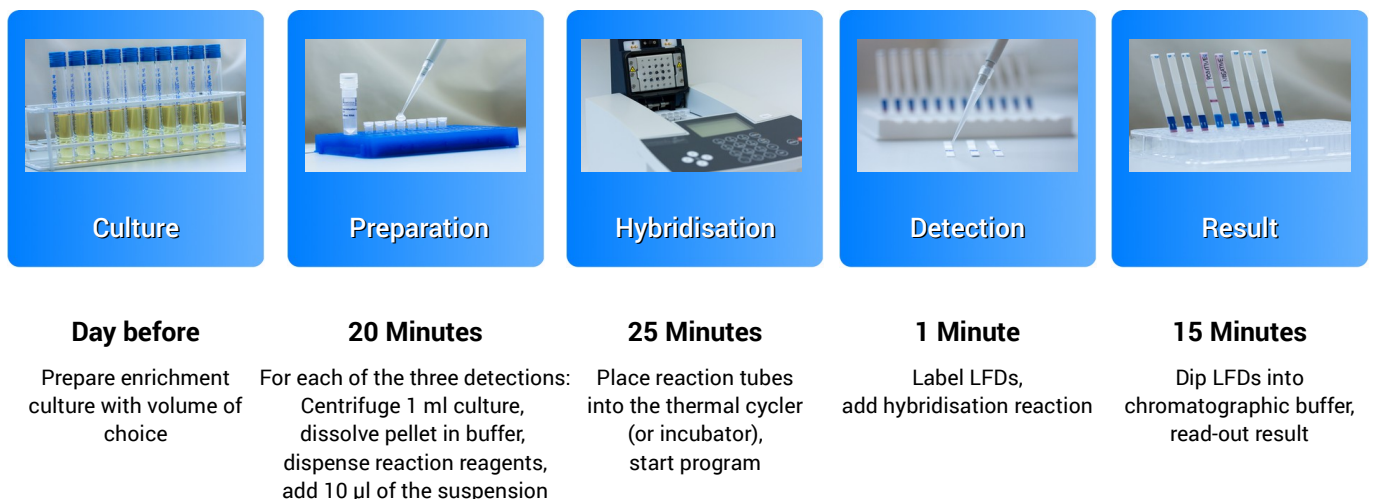 Culture
Preparation
Hybridisation
Detection
Result
Day before
Prepare enrichment
culture with volume of
choice
20 Minutes
For each of the three detections:
Centrifuge 1 ml culture,
dissolve pellet in buffer,
dispense reaction reagents,
add 10 µl of the suspension
25 Minutes
Place reaction tubes
into the thermal cycler
(or incubator),
start program
1 Minute
Label LFDs,
add hybridisation reaction
15 Minutes
Dip LFDs into
chromatographic buffer,
read-out result